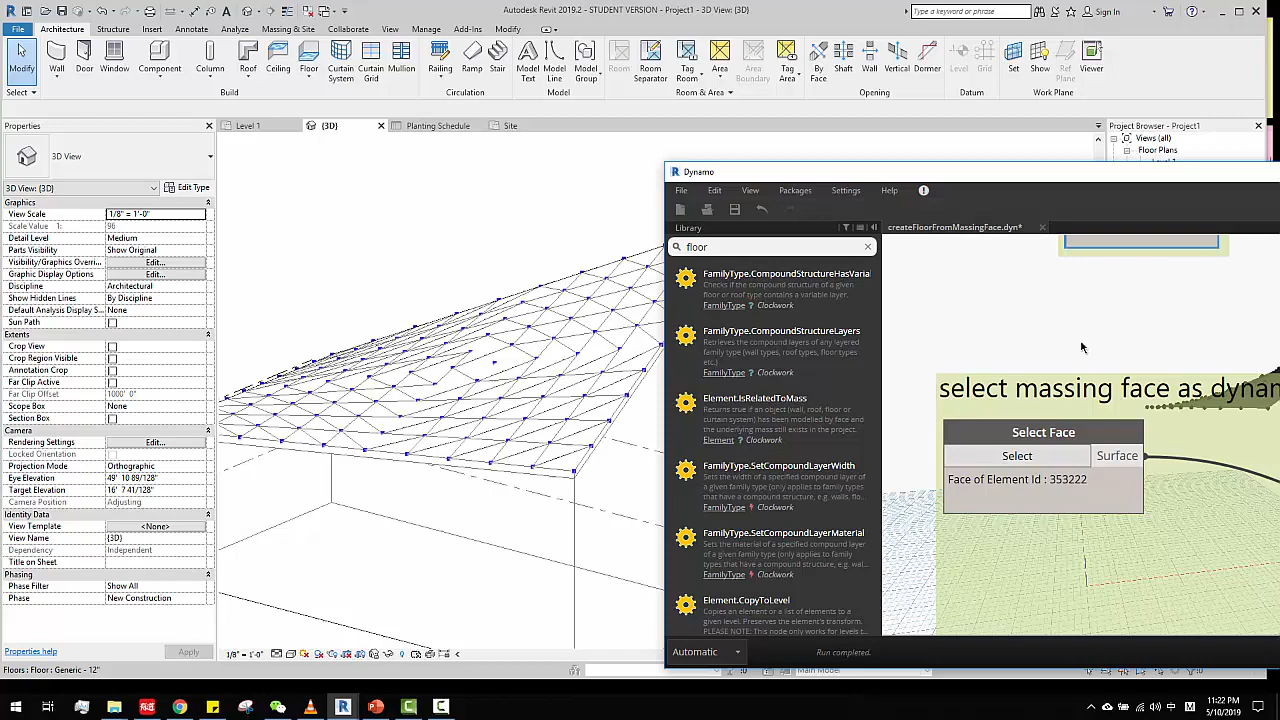 Autodesk Revit 2019.2 - STUDENT VERSION - Project1 - 3D View: {3D}
Type a keyword or phrase
Sign In
File Architecture Insert Annotate Analyze Massing & Site Collaborate View Manage Add-Ins Modify
Modify Wall Door Window Component Column Roof Ceiling Floor Curtain System Curtain Grid Mullion Railing Ramp Stair Model Text Model Line Model Group Room Room Separator Tag Room Area Area Boundary Tag Area By Face Shaft Wall Vertical Dormer Level Grid Set Show Ref Plane Viewer
Select Build Circulation Model Room & Area Opening Datum Work Plane
Properties
Level 1
{3D}
Planting Schedule
Site
Project Browser - Project1
Views (all)
Floor Plans
3D View
3D View: {3D}
Edit Type
Graphics
View Scale 1/8" = 1'-0"
Scale Value 1: 96
Detail Level Medium
Parts Visibility Show Original
Visibility/Graphics Overri... Edit...
Graphic Display Options Edit...
Discipline Architectural
Show Hidden Lines By Discipline
Default Analysis Display ... None
Sun Path
Extents
Crop View
Crop Region Visible
Annotation Crop
Far Clip Active
Far Clip Offset 1000' 0"
Scope Box None
Section Box
Camera
Rendering Settings Edit...
Locked Orientation
Projection Mode Orthographic
Eye Elevation 49' 10 91/128"
Target Elevation
Camera Position Adjusting
Identity Data
View Template <None>
View Name {3D}
Dependency Independent
Title on Sheet
Phasing
Phase Filter Show All
Phase New Construction
Properties help
Apply
1/8" = 1'-0"
Floors : Floor : Generic - 12"
Main Model
Dynamo
File Edit View Packages Settings Help
Library
createFloorFromMassingFace.dyn*
floor
FamilyType.CompoundStructureHasVaria
Checks if the compound structure of a given
floor or roof type contains a variable layer.
FamilyType ? Clockwork
FamilyType.CompoundStructureLayers
Retrieves the compound layers of any layered
family type (wall types, roof types, floor types
etc.)
FamilyType ? Clockwork
Element.IsRelatedToMass
Returns true if an object (wall, roof, floor or
curtain system) has been modeled by face and
the underlying mass still exists in the project.
Element ? Clockwork
FamilyType.SetCompoundLayerWidth
Sets the width of a specified compound layer
of a given family type (only applies to family
types that have a compound structure, e.g. walls, flo...
FamilyType Clockwork
FamilyType.SetCompoundLayerMaterial
Sets the material of a specified compound layer
of a given family type (only applies to family
types that have a compound structure, e.g. wal...
FamilyType Clockwork
Element.CopyToLevel
Copies an element or a list of elements to a
given level. Preserves the element's transform.
PLEASE NOTE: This node only works for levels t...
select massing face as dynam
Select Face
Select Surface
Face of Element Id : 353222
Automatic
Run completed.
11:22 PM
5/10/2019